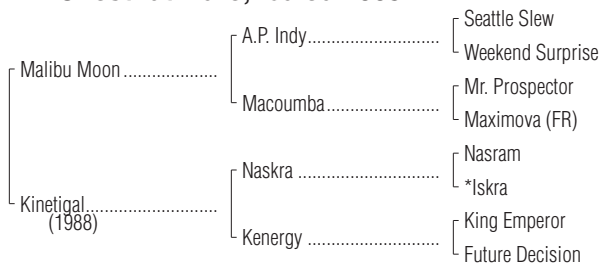 A.P. Indy
Seattle Slew
Weekend Surprise
Malibu Moon
Macoumba
Mr. Prospector
Maximova (FR)
Naskra
Nasram
*Iskra
Kinetigal
(1988)
Kenergy
King Emperor
Future Decision